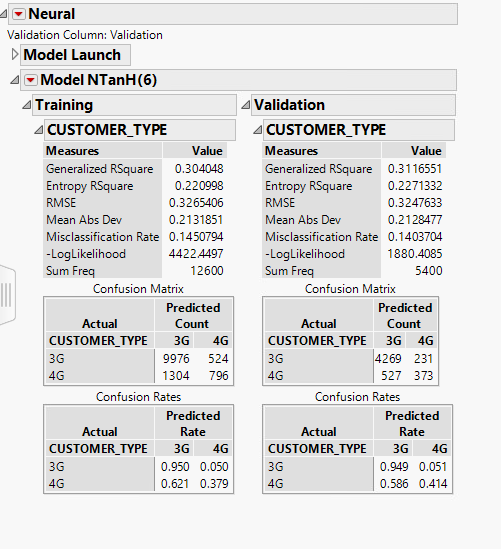 Neural
Validation Column: Validation
Model Launch
Model NTanH(6)
Training
CUSTOMER_TYPE
Measures Value
Generalized RSquare 0.304048
Entropy RSquare 0.220998
RMSE 0.3265406
Mean Abs Dev 0.2131851
Misclassification Rate 0.1450794
-LogLikelihood 4422.4497
Sum Freq 12600
Confusion Matrix
Predicted
Actual Count
CUSTOMER_TYPE 3G 4G
3G 9976 524
4G 1304 796
Confusion Rates
Predicted
Actual Rate
CUSTOMER_TYPE 3G 4G
3G 0.950 0.050
4G 0.621 0.379
Validation
CUSTOMER_TYPE
Measures Value
Generalized RSquare 0.3116551
Entropy RSquare 0.2271332
RMSE 0.3247633
Mean Abs Dev 0.2128477
Misclassification Rate 0.1403704
-LogLikelihood 1880.4085
Sum Freq 5400
Confusion Matrix
Predicted
Actual Count
CUSTOMER_TYPE 3G 4G
3G 4269 231
4G 527 373
Confusion Rates
Predicted
Actual Rate
CUSTOMER_TYPE 3G 4G
3G 0.949 0.051
4G 0.586 0.414